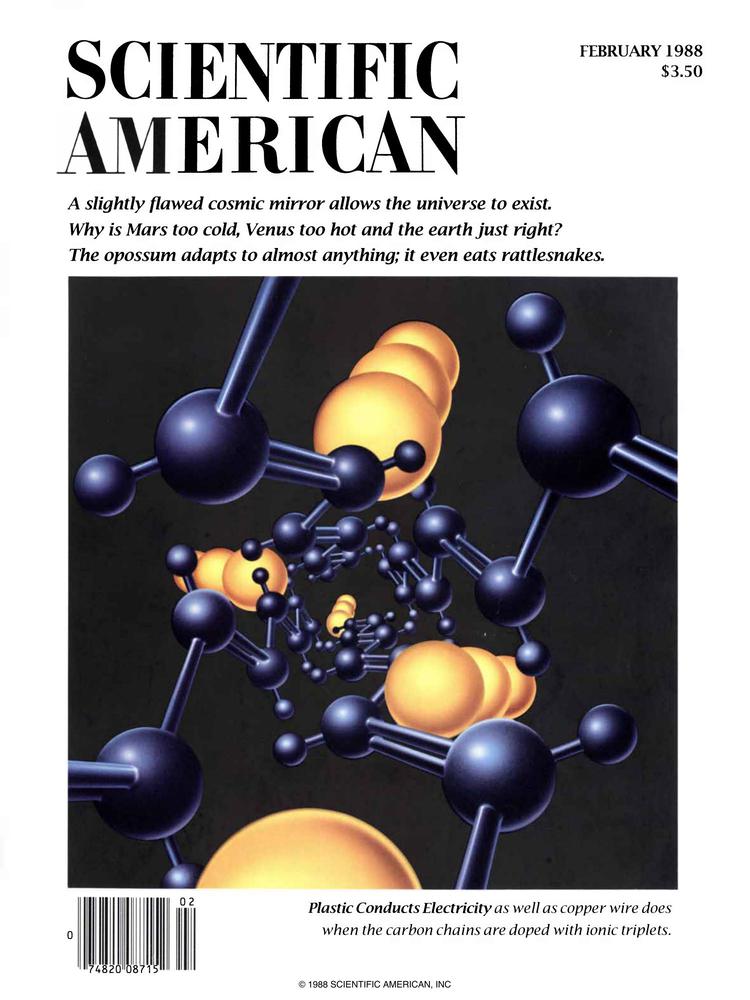 SCIENTIFIC
AMERICAN
FEBRUARY 1988
$3.50
A slightly flawed cosmic mirror allows the universe to exist.
Why is Mars too cold, Venus too hot and the earth just right?
The opossum adapts to almost anything; it even eats rattlesnakes.
02
0
74820 08715
Plastic Conducts Electricity as well as copper wire does
when the carbon chains are doped with ionic triplets.
© 1988 SCIENTIFIC AMERICAN, INC